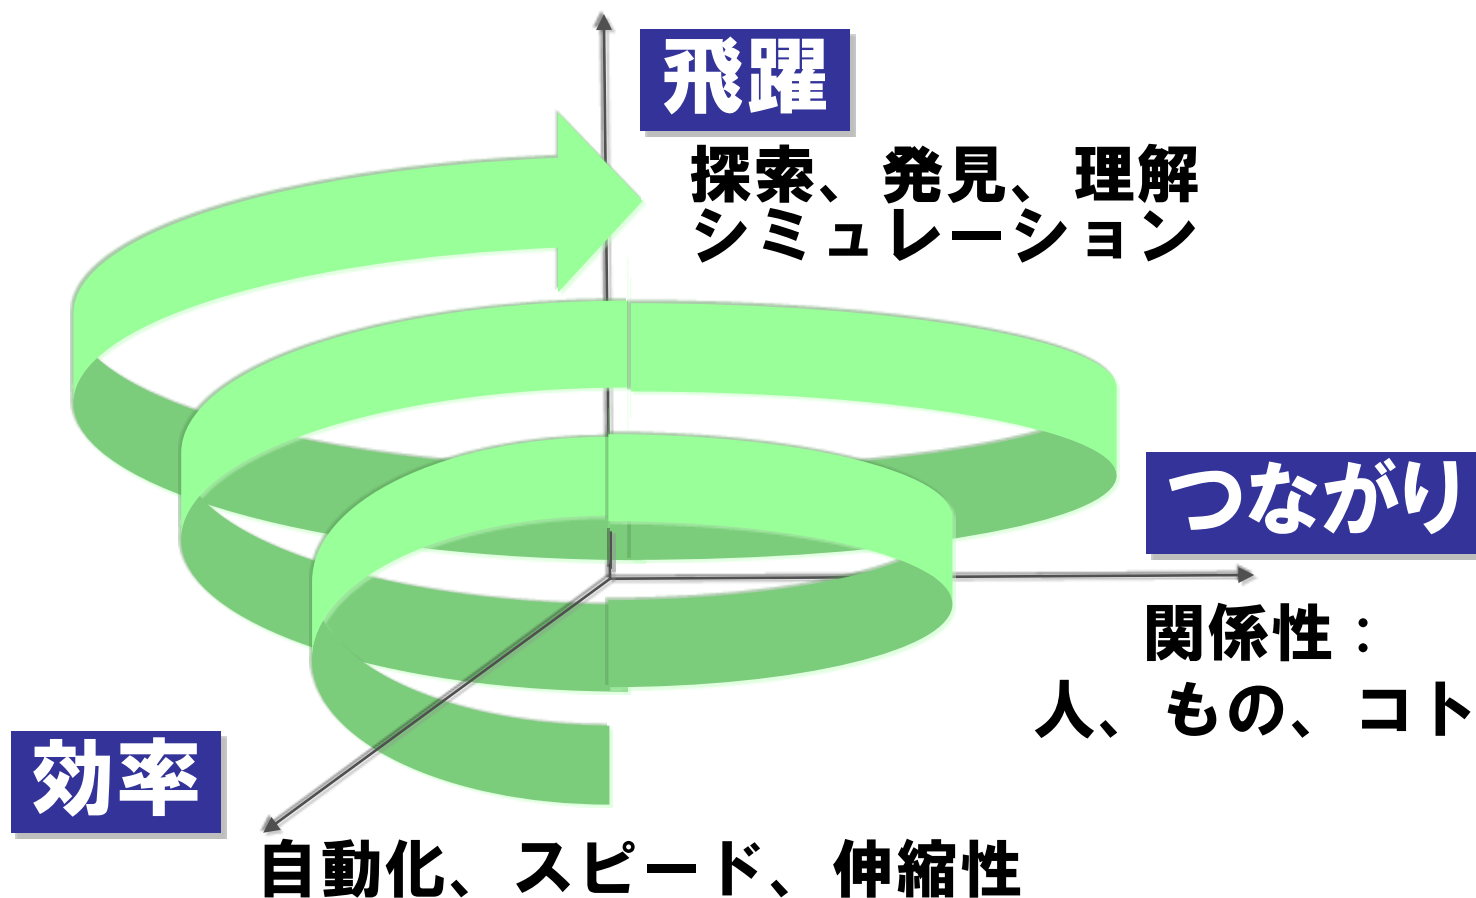 飛躍
探索、発見、理解
シミュレーション
つながり
関係性：
人、もの、コト
効率
自動化、スピード、伸縮性